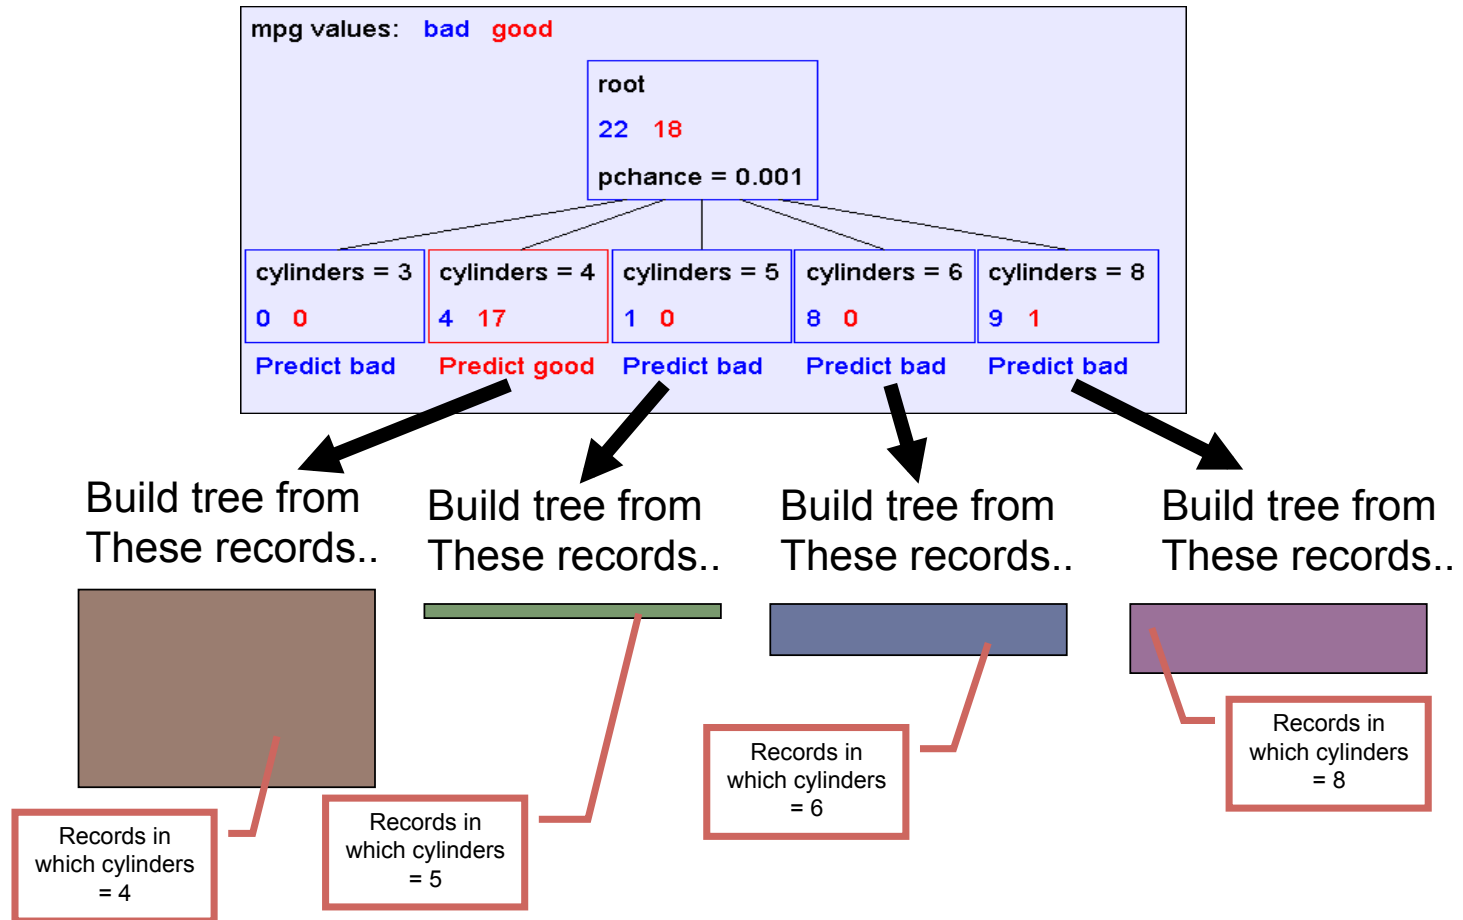 mpg values: bad good
root
22 18
pchance = 0.001
cylinders = 3 cylinders = 4 cylinders = 5 cylinders = 6 cylinders = 8
0 0 4 17 1 0 8 0 9 1
Predict bad Predict good Predict bad Predict bad Predict bad
Build tree from
These records..
Build tree from
These records..
Build tree from
These records..
Build tree from
These records..
Records in
which cylinders
= 4
Records in
which cylinders
= 5
Records in
which cylinders
= 6
Records in
which cylinders
= 8